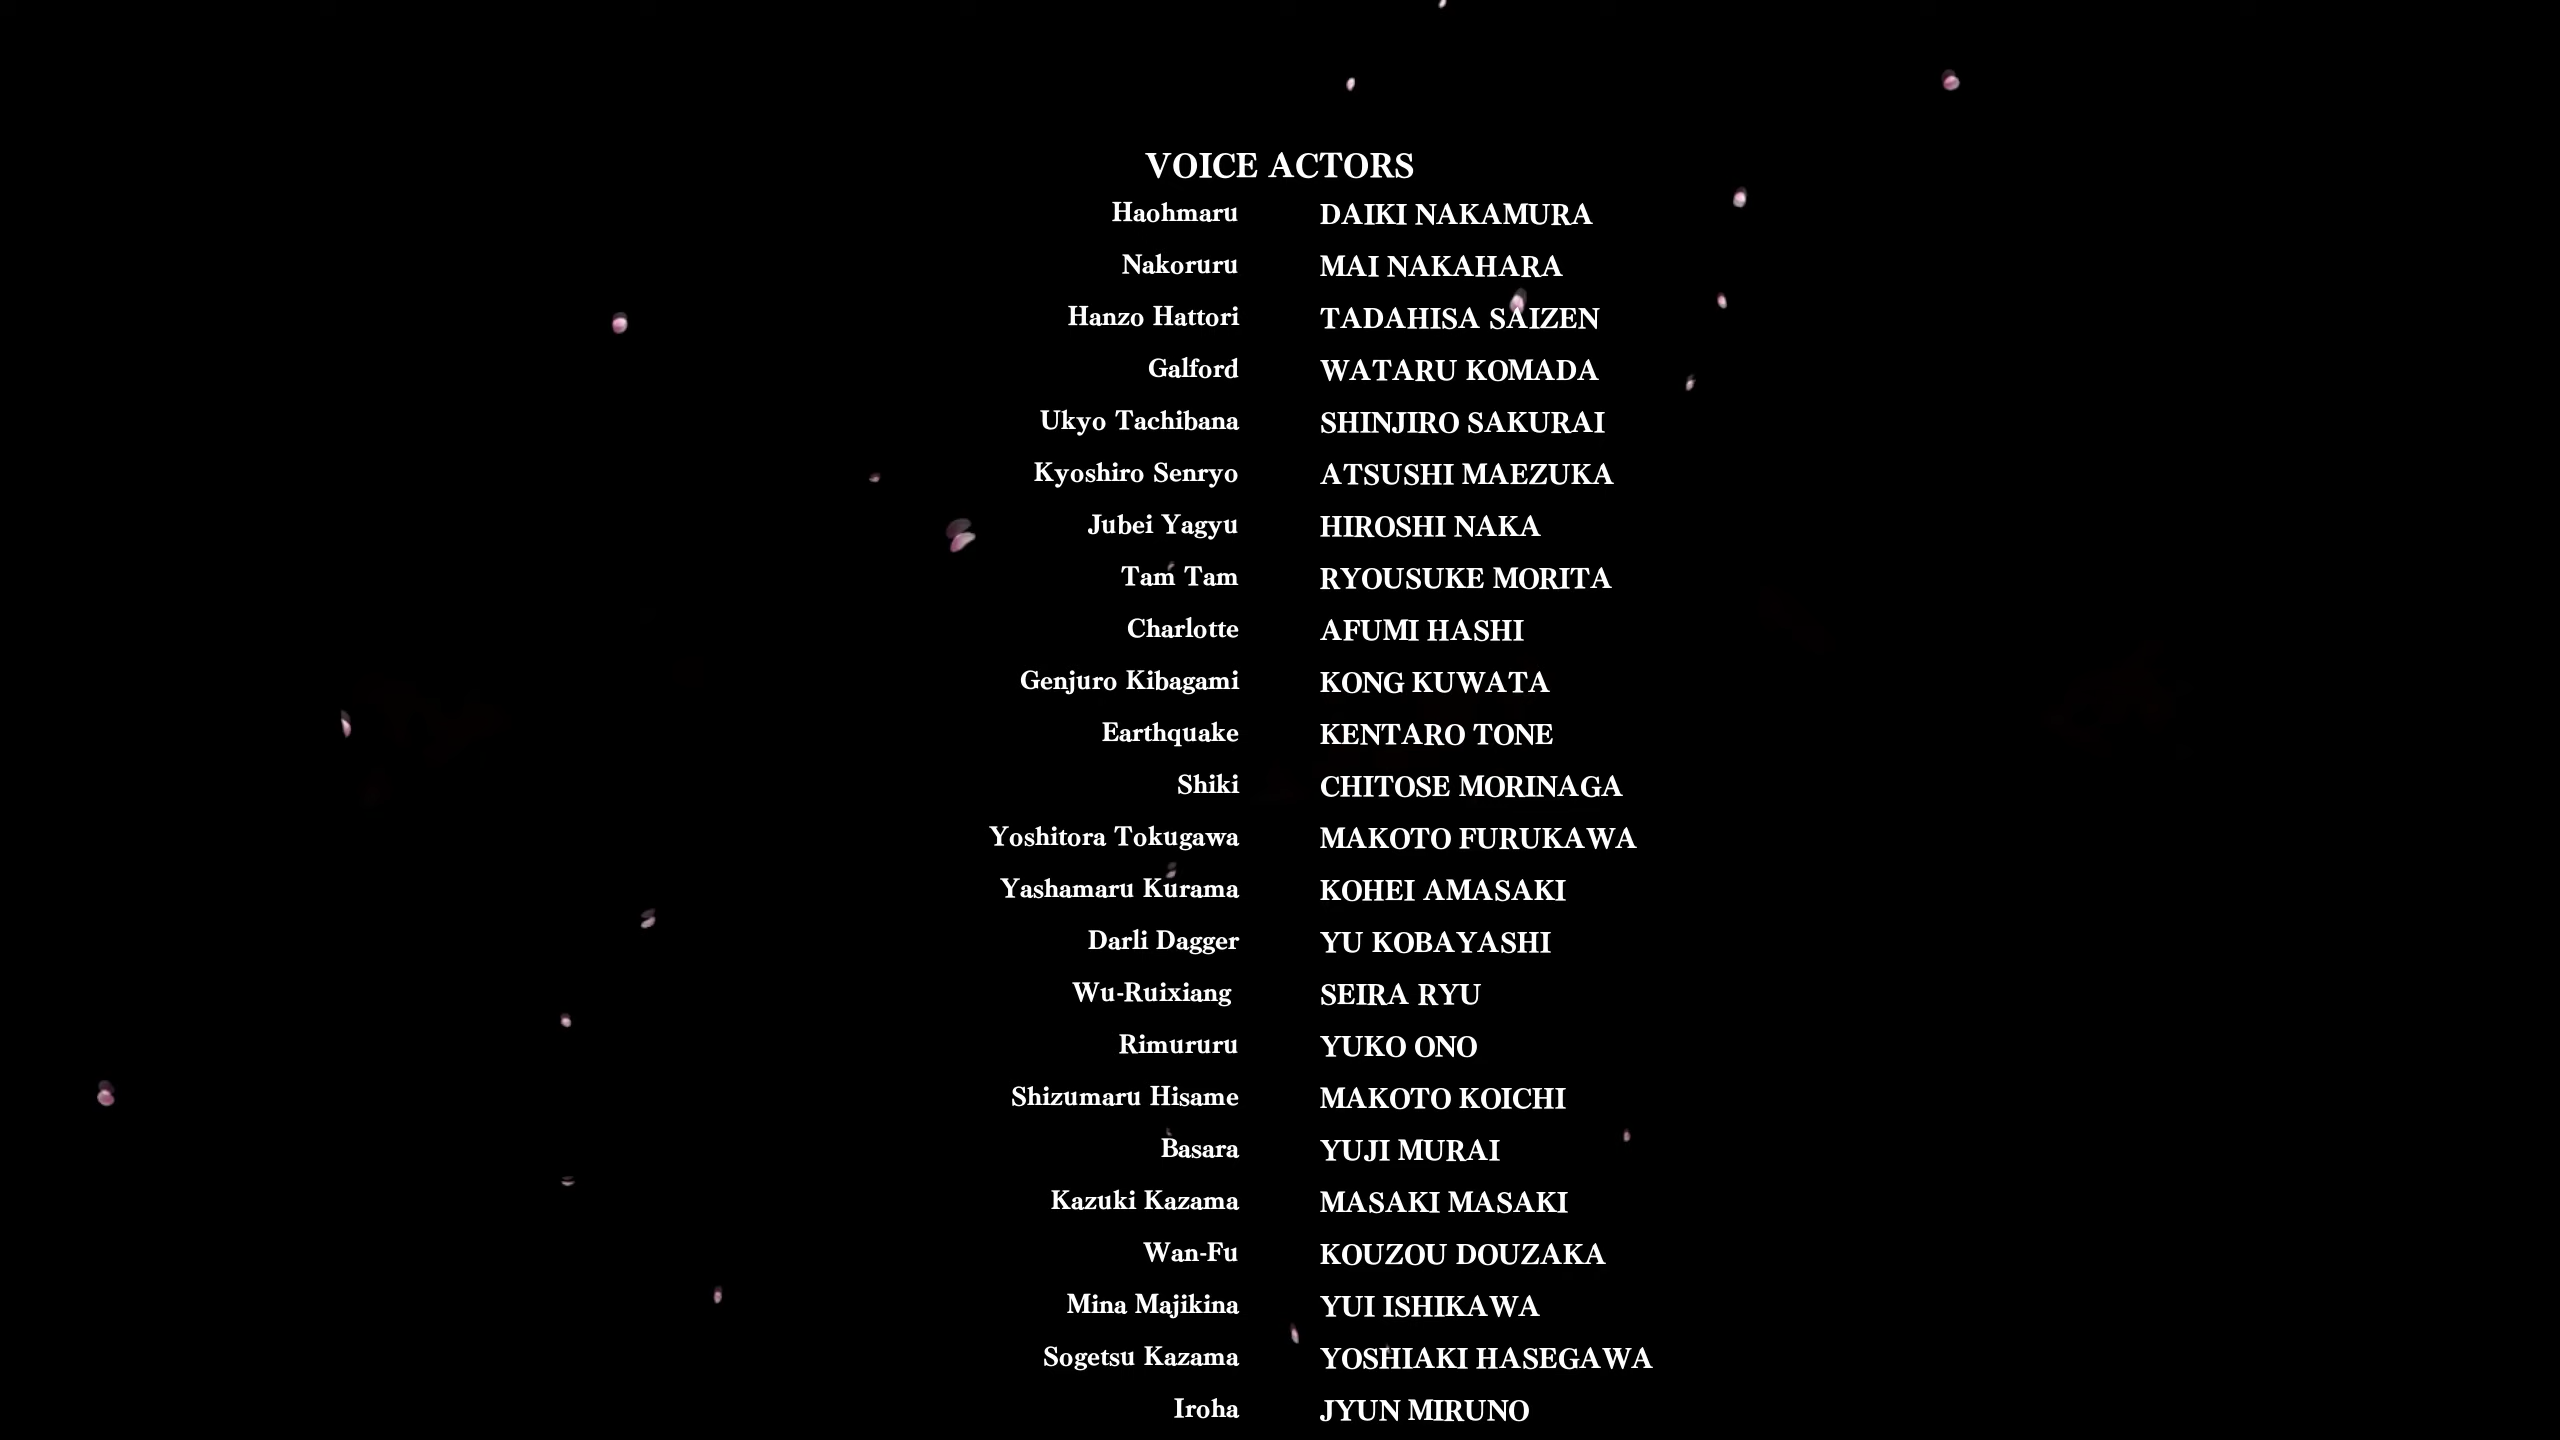 VOICE ACTORS
Haohmaru DAIKI NAKAMURA
Nakoruru MAI NAKAHARA
Hanzo Hattori TADAHISA SAIZEN
Galford WATARU KOMADA
Ukyo Tachibana SHINJIRO SAKURAI
Kyoshiro Senryo ATSUSHI MAEZUKA
Jubei Yagyu HIROSHI NAKA
Tam Tam RYOUSUKE MORITA
Charlotte AFUMI HASHI
Genjuro Kibagami KONG KUWATA
Earthquake KENTARO TONE
Shiki CHITOSE MORINAGA
Yoshitora Tokugawa MAKOTO FURUKAWA
Yashamaru Kurama KOHEI AMASAKI
Darli Dagger YU KOBAYASHI
Wu-Ruixiang SEIRA RYU
Rimururu YUKO ONO
Shizumaru Hisame MAKOTO KOICHI
Basara YUJI MURAI
Kazuki Kazama MASAKI MASAKI
Wan-Fu KOUZOU DOUZAKA
Mina Majikina YUI ISHIKAWA
Sogetsu Kazama YOSHIAKI HASEGAWA
Iroha JYUN MIRUNO